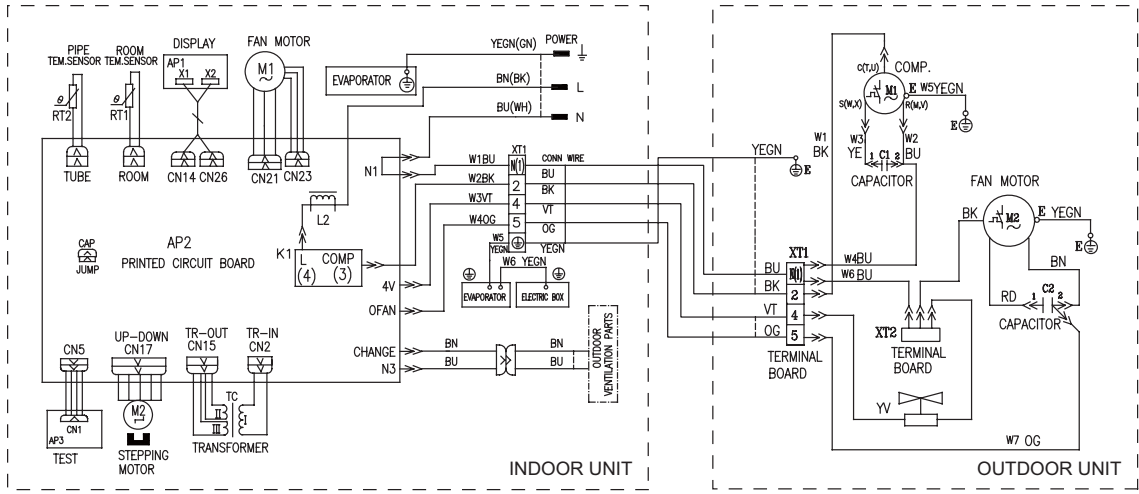 PIPE
TEM.SENSOR
ROOM
TEM.SENSOR
DISPLAY
AP1
X1 X2
FAN MOTOR
M1
θ
RT2
θ
RT1
TUBE
ROOM
CN14 CN26
CN21
CN23
EVAPORATOR
YEGN(GN)
POWER
BN(BK)
L
BU(WH)
N
N1
L2
CAP
JUMP
AP2
PRINTED CIRCUIT BOARD
K1
L COMP
(4) (3)
4V
OFAN
CHANGE
N3
W1BU
W2BK
W3VT
W4OG
XT1
N(1)
2
4
5
CONN WIRE
BU
BK
VT
OG
YEGN
W5
YEGN
W6 YEGN
EVAPORATOR
ELECTRIC BOX
BN
BU
BN
BU
OUTDOOR
VENTILATION PARTS
CN5
UP-DOWN
CN17
TR-OUT
CN15
TR-IN
CN2
CN1
AP3
TEST
M2
STEPPING
MOTOR
TC
II
III
I
TRANSFORMER
INDOOR UNIT
YEGN
E
W1
BK
C(T,U)
COMP.
M1
S(W,X)
R(M,V)
E W5YEGN
E
W3
YE
W2
BU
1 C1 2
CAPACITOR
FAN MOTOR
BK
M2
E YEGN
E
BN
RD
1 C2 2
CAPACITOR
XT1
BU
BK
VT
OG
N(1)
2
4
5
TERMINAL
BOARD
W4BU
W6BU
XT2
TERMINAL
BOARD
YV
W7 OG
OUTDOOR UNIT